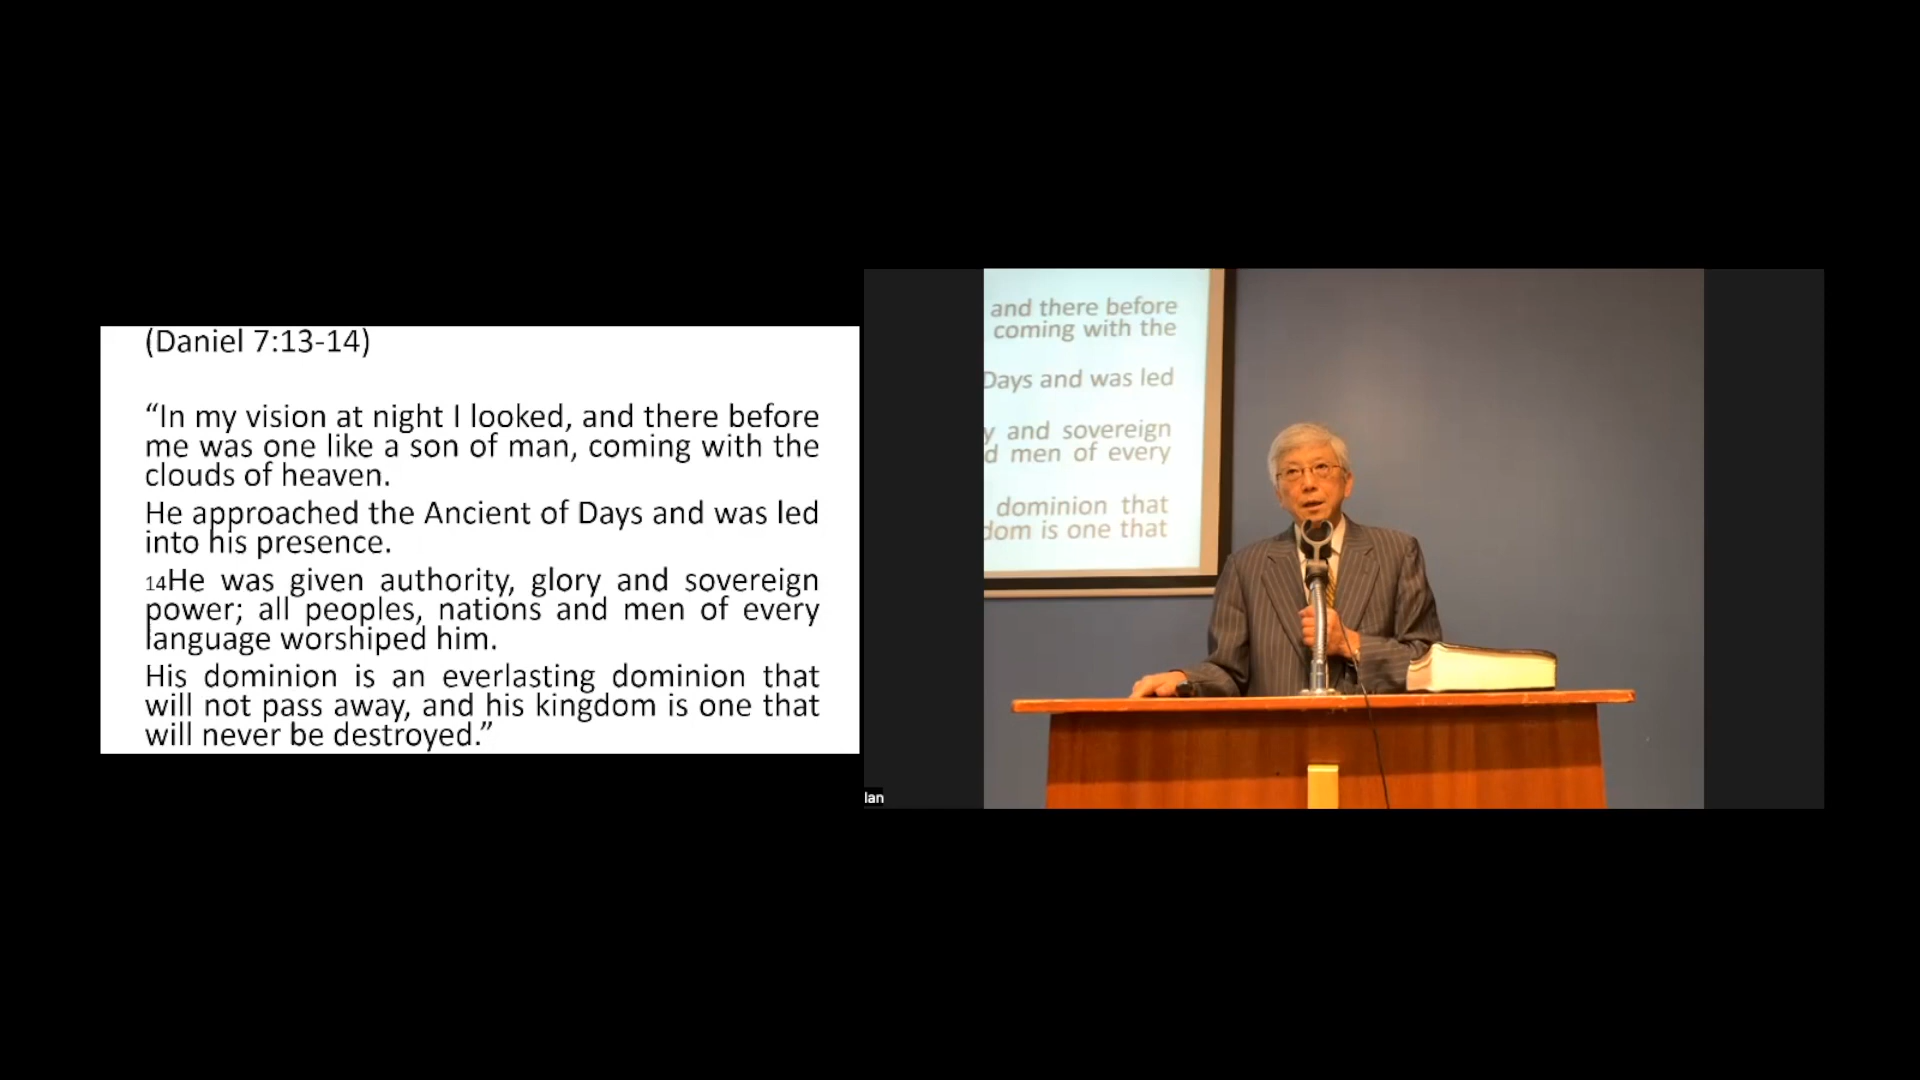 (Daniel 7:13-14)
“In my vision at night I looked, and there before
me was one like a son of man, coming with the
clouds of heaven.
He approached the Ancient of Days and was led
into his presence.
14He was given authority, glory and sovereign
power; all peoples, nations and men of every
language worshiped him.
His dominion is an everlasting dominion that
will not pass away, and his kingdom is one that
will never be destroyed.”
and there before
coming with the
Days and was led
y and sovereign
d men of every
dominion that
dom is one that
lan